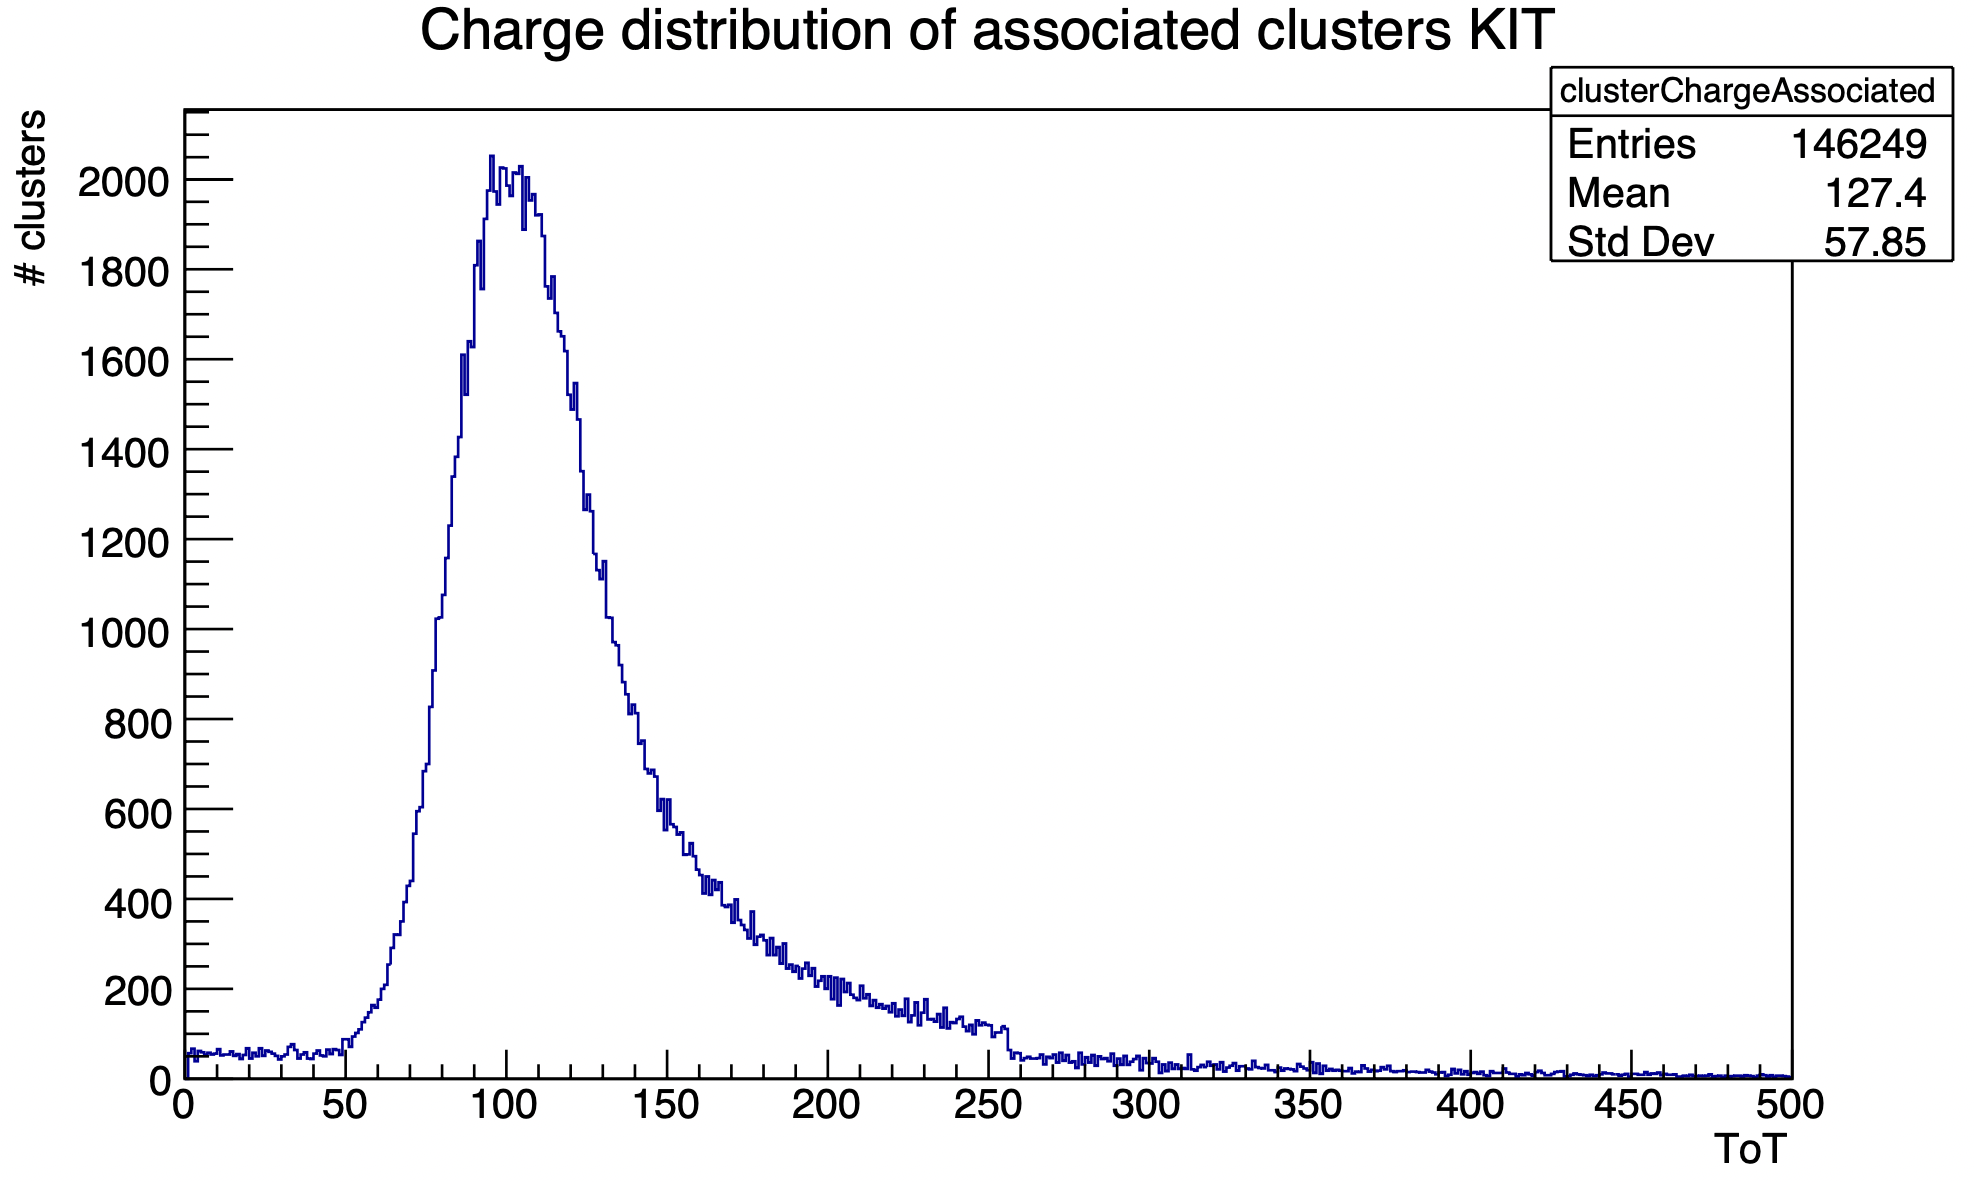 Charge distribution of associated clusters KIT
clusterChargeAssociated
Entries 146249
Mean 127.4
Std Dev 57.85
# clusters
2000
1800
1600
1400
1200
1000
800
600
400
200
0
0 50 100 150 200 250 300 350 400 450 500
ToT